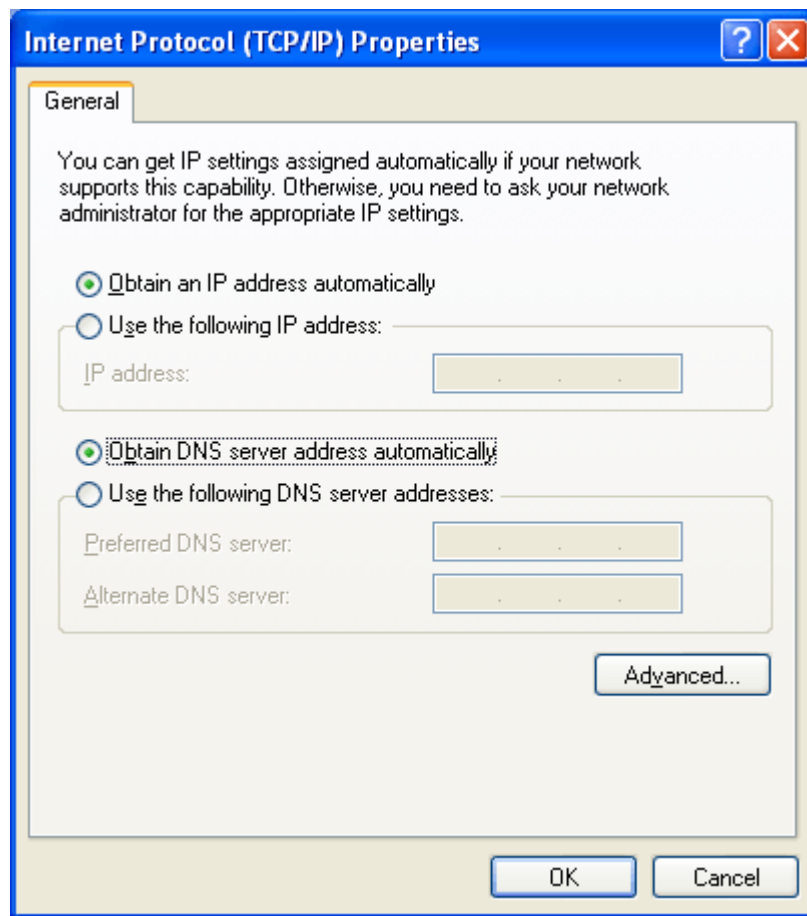 Internet Protocol (TCP/IP) Properties
General
You can get IP settings assigned automatically if your network
supports this capability. Otherwise, you need to ask your network
administrator for the appropriate IP settings.
Obtain an IP address automatically
Use the following IP address:
IP address:
Obtain DNS server address automatically
Use the following DNS server addresses:
Preferred DNS server:
Alternate DNS server:
Advanced...
OK Cancel